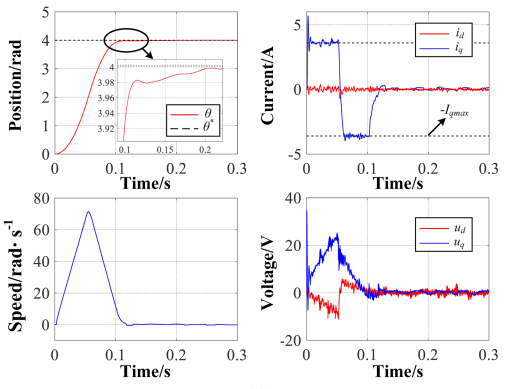 Position/rad
5
4
3
2
1
0
4
3.98
3.96
3.94
3.92
0.1
0.15
0.2
θ
θ*
0
0.1
0.2
0.3
Time/s
Current/A
5
0
-5
i_d
i_q
-I_qmax
0
0.1
0.2
0.3
Time/s
Speed/rad· s⁻¹
80
60
40
20
0
0
0.1
0.2
0.3
Time/s
Voltage/V
40
20
0
-20
u_d
u_q
0
0.1
0.2
0.3
Time/s